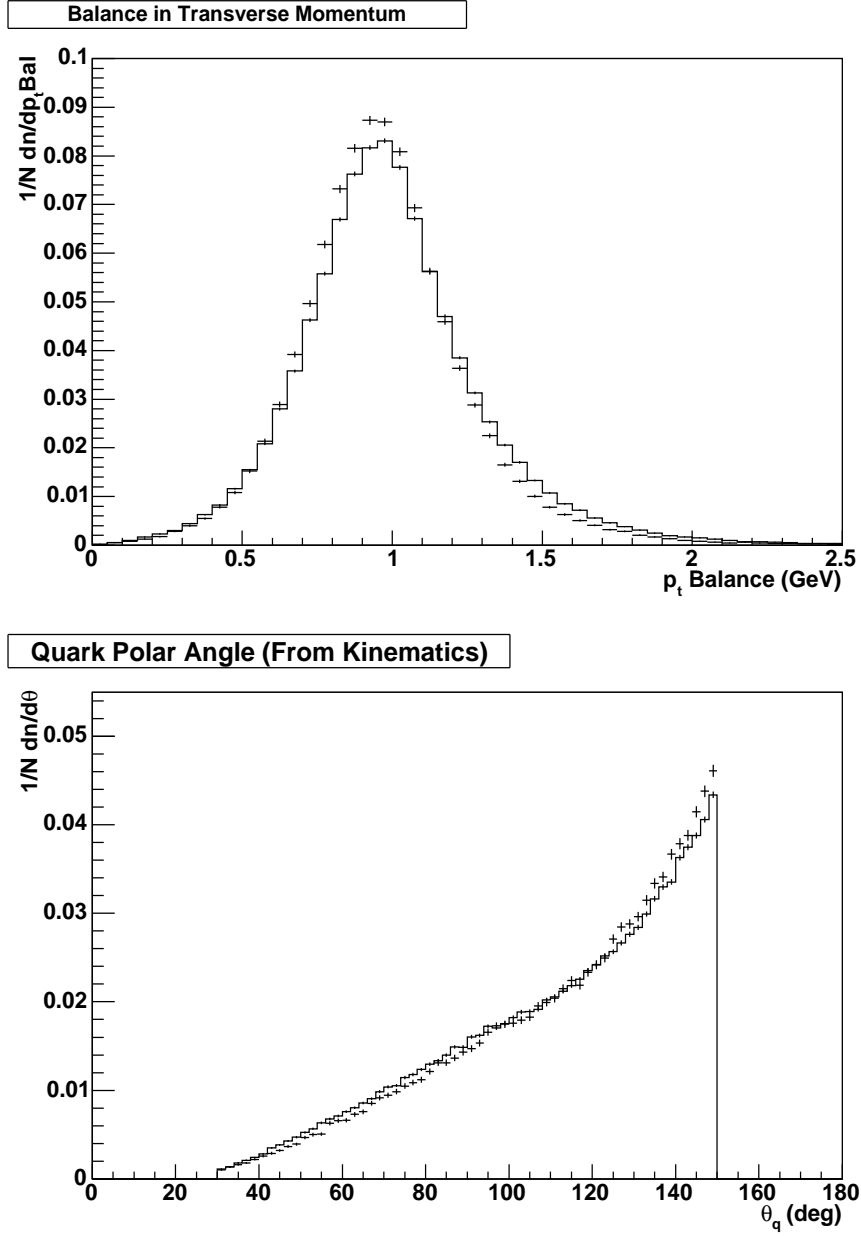 Balance in Transverse Momentum
1/N dn/dpₜBal
0.1
0.09
0.08
0.07
0.06
0.05
0.04
0.03
0.02
0.01
0
0 0.5 1 1.5 2 2.5
pₜ Balance (GeV)
Quark Polar Angle (From Kinematics)
1/N dn/dθ
0.05
0.04
0.03
0.02
0.01
0
0 20 40 60 80 100 120 140 160 180
θ_q (deg)